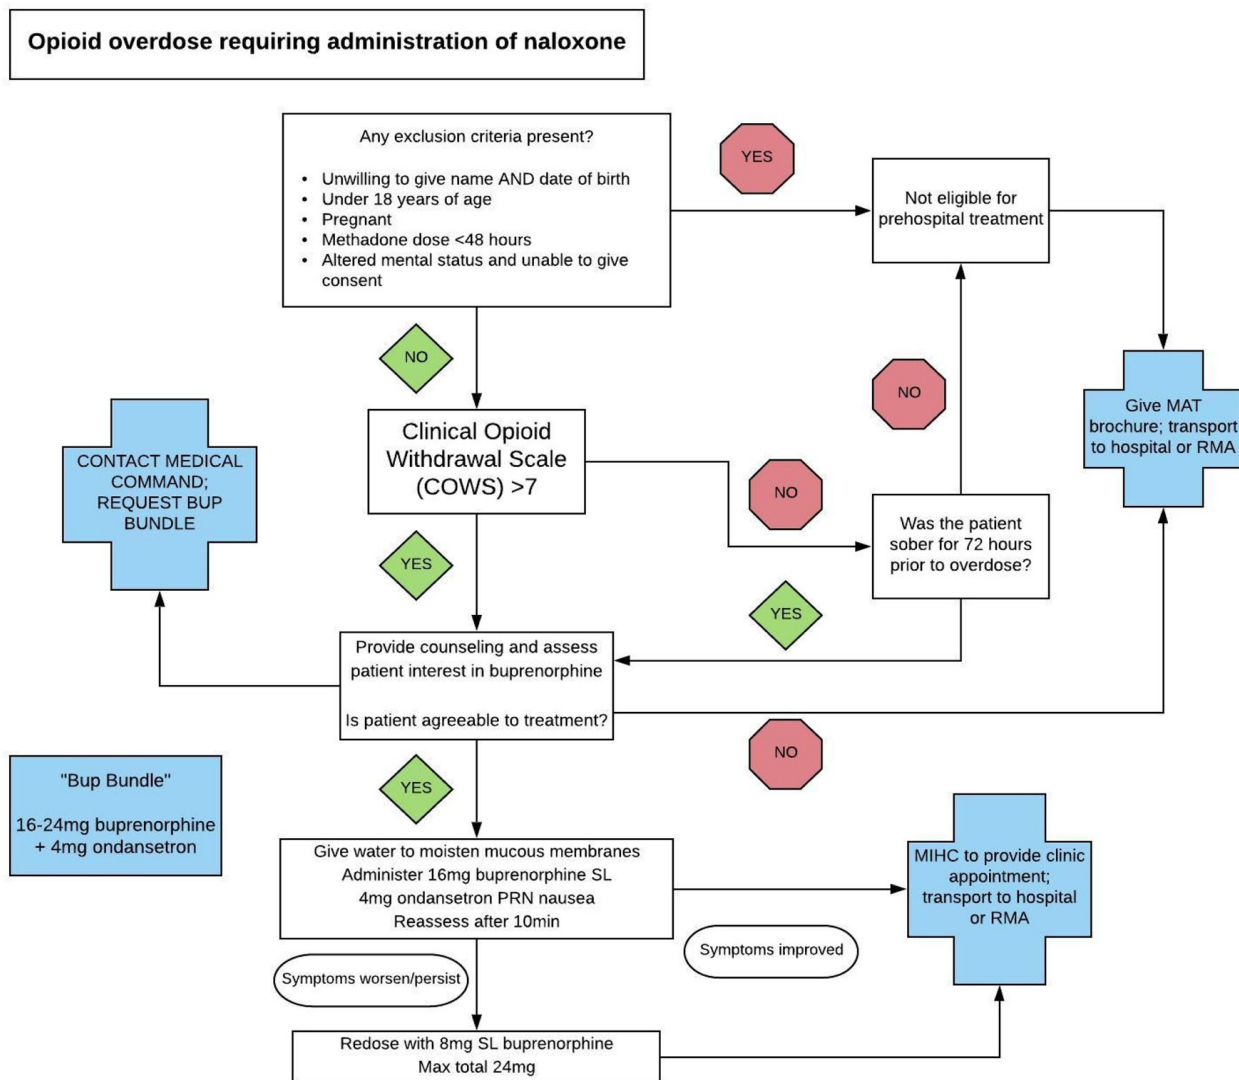 Opioid overdose requiring administration of naloxone
Any exclusion criteria present?
• Unwilling to give name AND date of birth
• Under 18 years of age
• Pregnant
• Methadone dose <48 hours
• Altered mental status and unable to give
consent
YES
Not eligible for
prehospital treatment
NO
NO
Give MAT
brochure; transport
to hospital or RMA
CONTACT MEDICAL
COMMAND;
REQUEST BUP
BUNDLE
Clinical Opioid
Withdrawal Scale
(COWS) >7
NO
Was the patient
sober for 72 hours
prior to overdose?
YES
YES
Provide counseling and assess
patient interest in buprenorphine
Is patient agreeable to treatment?
NO
YES
"Bup Bundle"
16-24mg buprenorphine
+ 4mg ondansetron
Give water to moisten mucous membranes
Administer 16mg buprenorphine SL
4mg ondansetron PRN nausea
Reassess after 10min
MIHC to provide clinic
appointment;
transport to hospital
or RMA
Symptoms improved
Symptoms worsen/persist
Redose with 8mg SL buprenorphine
Max total 24mg